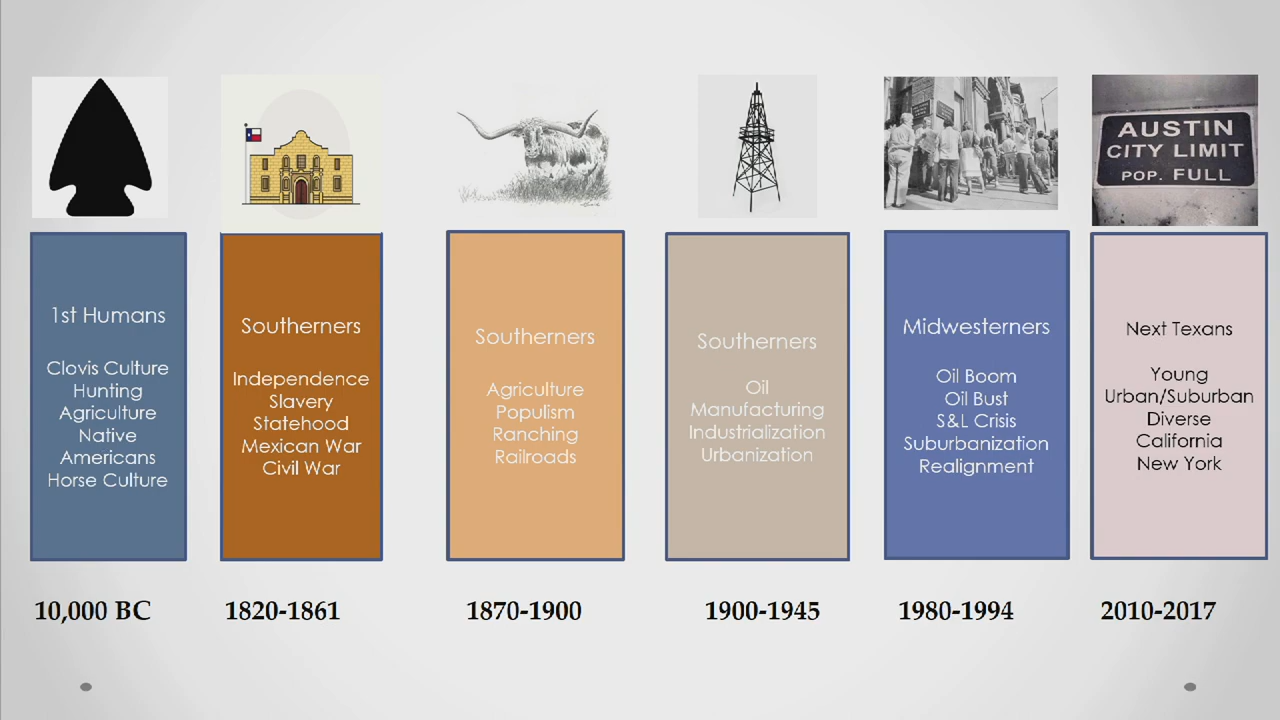 AUSTIN
CITY LIMIT
POP. FULL
1st Humans
Clovis Culture
Hunting
Agriculture
Native
Americans
Horse Culture
Southerners
Independence
Slavery
Statehood
Mexican War
Civil War
Southerners
Agriculture
Populism
Ranching
Railroads
Southerners
Oil
Manufacturing
Industrialization
Urbanization
Midwesterners
Oil Boom
Oil Bust
S&L Crisis
Suburbanization
Realignment
Next Texans
Young
Urban/Suburban
Diverse
California
New York
10,000 BC
1820-1861
1870-1900
1900-1945
1980-1994
2010-2017